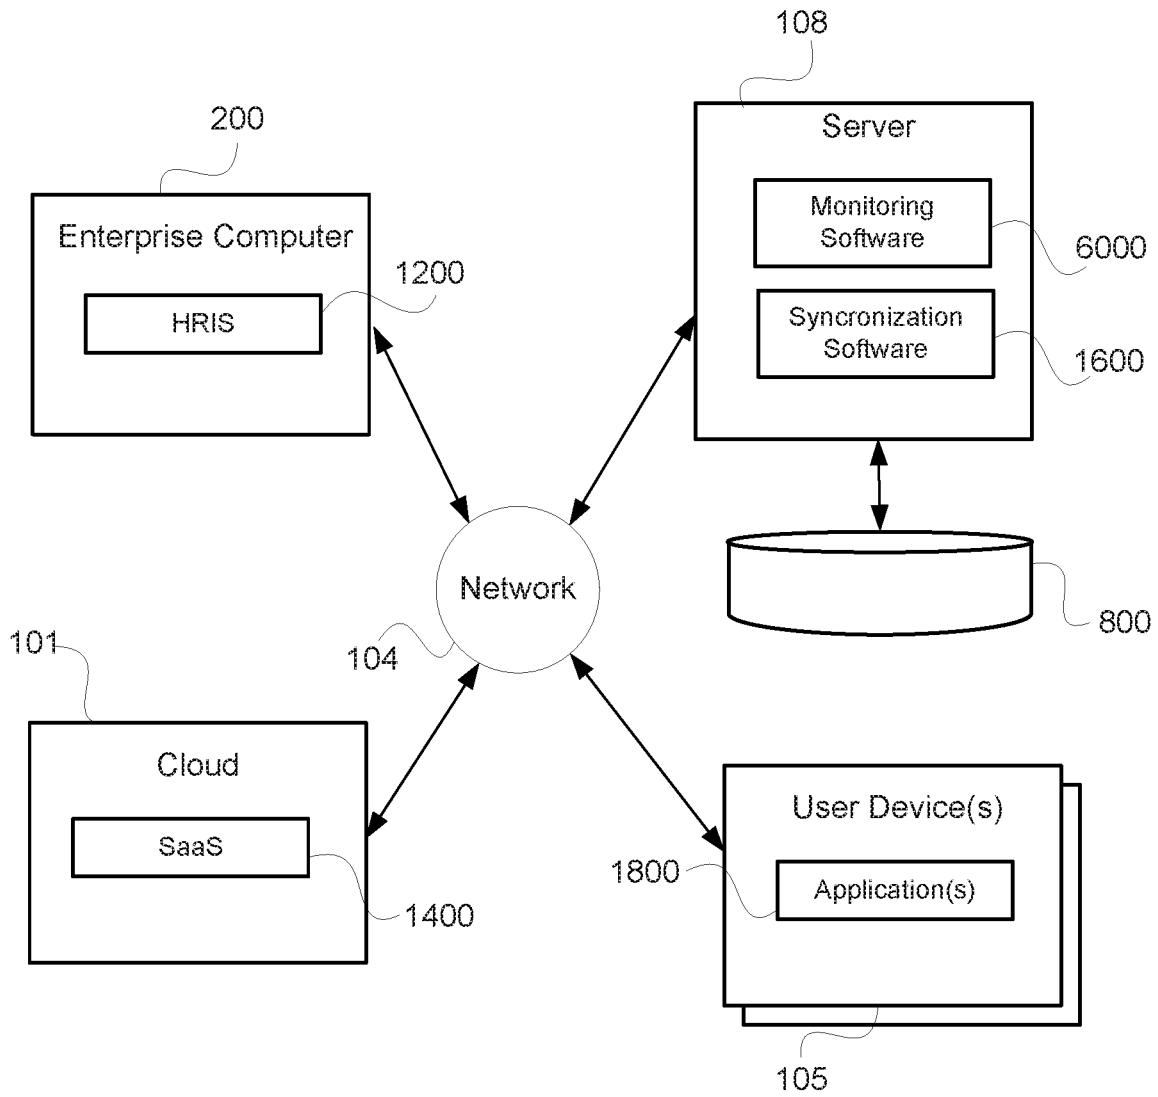 108
Server
Monitoring
Software
6000
Syncronization
Software
1600
800
200
Enterprise Computer
1200
HRIS
Network
104
101
Cloud
SaaS
1400
User Device(s)
1800
Application(s)
105